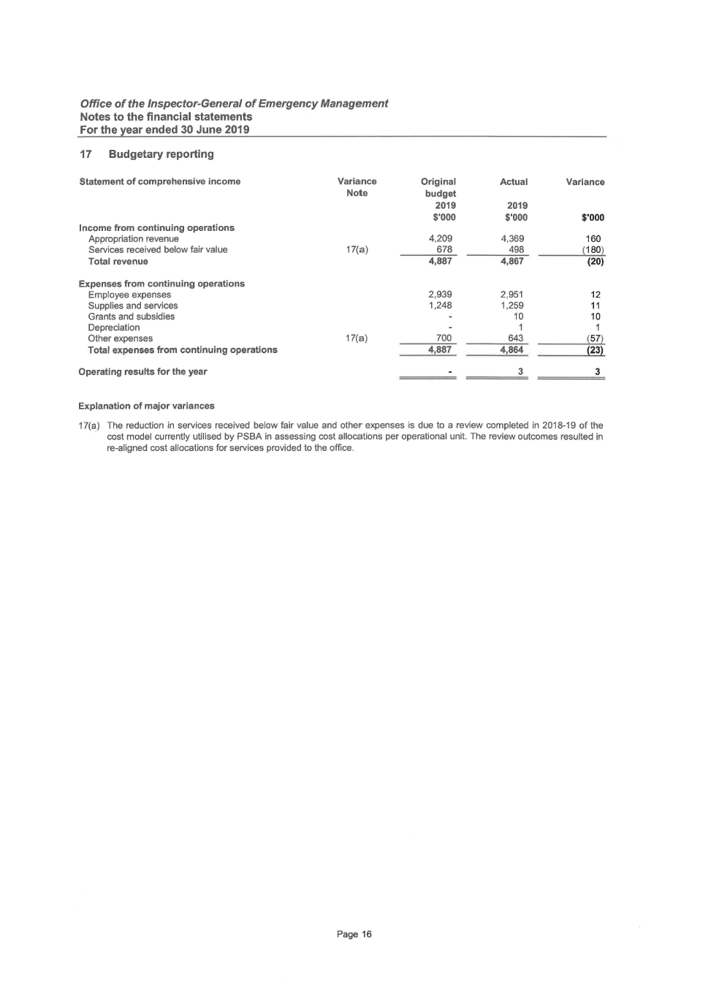 Office of the Inspector-General of Emergency Management
Notes to the financial statements
For the year ended 30 June 2019
17 Budgetary reporting
Statement of comprehensive income Variance Original Actual Variance
Note budget
2019 2019
$'000 $'000 $'000
Income from continuing operations
Appropriation revenue 4,209 4,369 160
Services received below fair value 17(a) 678 498 (180)
Total revenue 4,887 4,867 (20)
Expenses from continuing operations
Employee expenses 2,939 2,951 12
Supplies and services 1,248 1,259 11
Grants and subsidies - 10 10
Depreciation - 1 1
Other expenses 17(a) 700 643 (57)
Total expenses from continuing operations 4,887 4,864 (23)
Operating results for the year - 3 3
Explanation of major variances
17(a) The reduction in services received below fair value and other expenses is due to a review completed in 2018-19 of the
cost model currently utilised by PSBA in assessing cost allocations per operational unit. The review outcomes resulted in
re-aligned cost allocations for services provided to the office.
Page 16